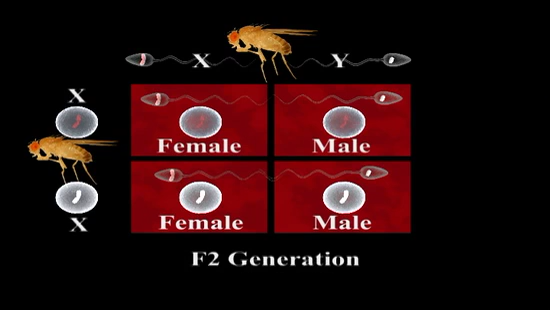 X Y
X
Female Male
Female Male
X
F2 Generation